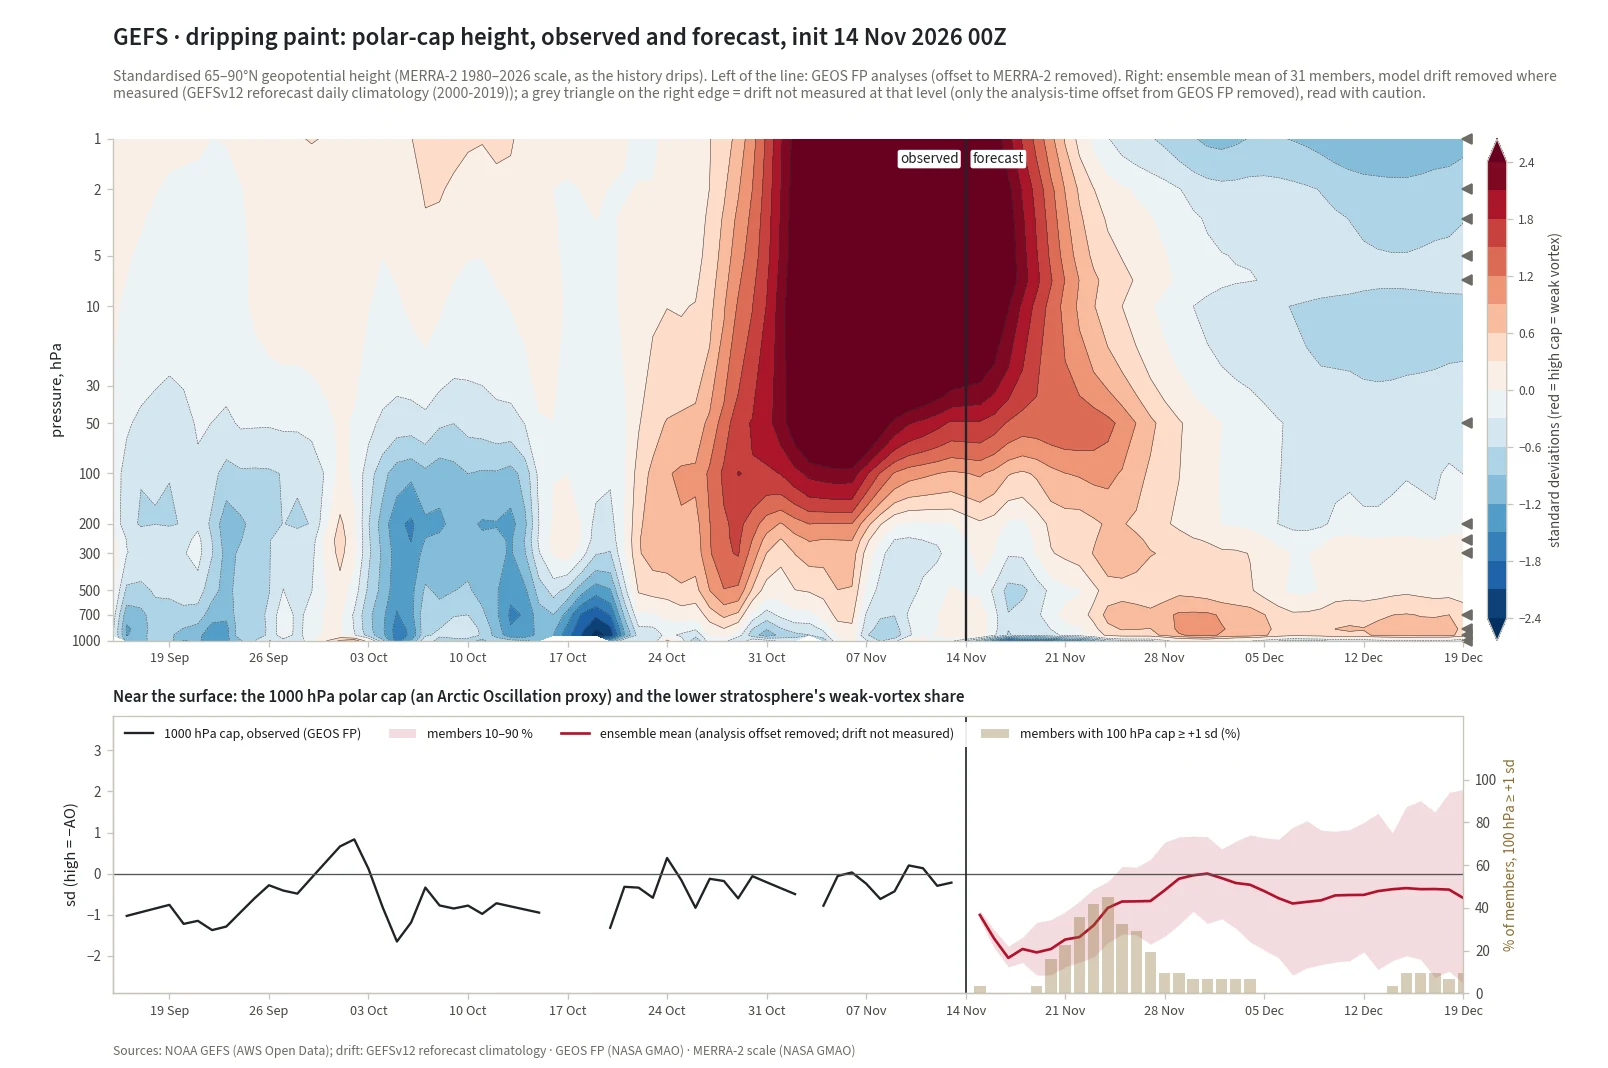 GEFS · dripping paint: polar-cap height, observed and forecast, init 14 Nov 2026 00Z
Standardised 65–90°N geopotential height (MERRA-2 1980–2026 scale, as the history drips). Left of the line: GEOS FP analyses (offset to MERRA-2 removed). Right: ensemble mean of 31 members, model drift removed where
measured (GEFSv12 reforecast daily climatology (2000-2019)); a grey triangle on the right edge = drift not measured at that level (only the analysis-time offset from GEOS FP removed), read with caution.
observed
forecast
pressure, hPa
1
2
5
10
30
50
100
200
300
500
700
1000
19 Sep
26 Sep
03 Oct
10 Oct
17 Oct
24 Oct
31 Oct
07 Nov
14 Nov
21 Nov
28 Nov
05 Dec
12 Dec
19 Dec
2.4
1.8
1.2
0.6
0.0
−0.6
−1.2
−1.8
−2.4
standard deviations (red = high cap = weak vortex)
Near the surface: the 1000 hPa polar cap (an Arctic Oscillation proxy) and the lower stratosphere's weak-vortex share
1000 hPa cap, observed (GEOS FP)
members 10–90 %
ensemble mean (analysis offset removed; drift not measured)
members with 100 hPa cap ≥ +1 sd (%)
sd (high = −AO)
3
2
1
0
−1
−2
100
80
60
40
20
0
% of members, 100 hPa ≥ +1 sd
19 Sep
26 Sep
03 Oct
10 Oct
17 Oct
24 Oct
31 Oct
07 Nov
14 Nov
21 Nov
28 Nov
05 Dec
12 Dec
19 Dec
Sources: NOAA GEFS (AWS Open Data); drift: GEFSv12 reforecast climatology · GEOS FP (NASA GMAO) · MERRA-2 scale (NASA GMAO)